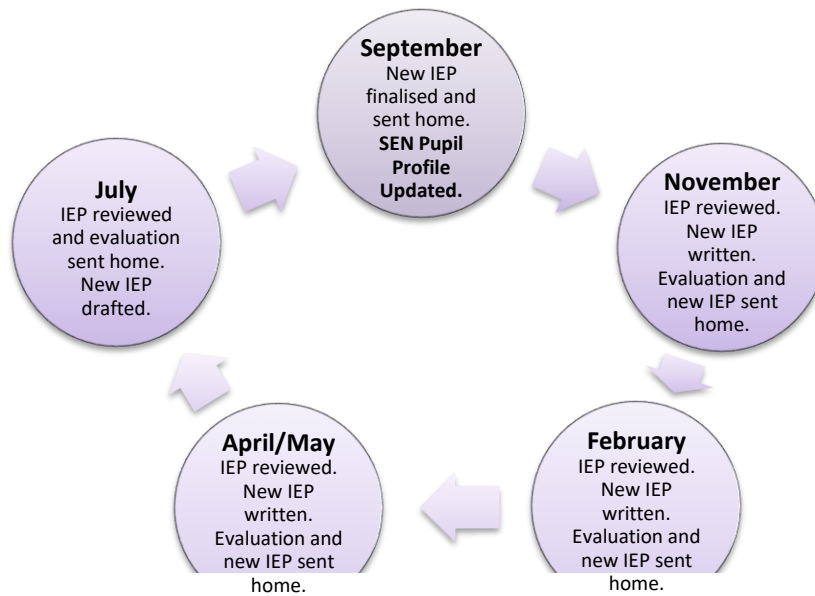 September
New IEP
finalised and
sent home.
SEN Pupil
Profile
Updated.
November
IEP reviewed.
New IEP
written.
Evaluation and
new IEP sent
home.
February
IEP reviewed.
New IEP
written.
Evaluation and
new IEP sent
home.
April/May
IEP reviewed.
New IEP
written.
Evaluation and
new IEP sent
home.
July
IEP reviewed
and evaluation
sent home.
New IEP
drafted.